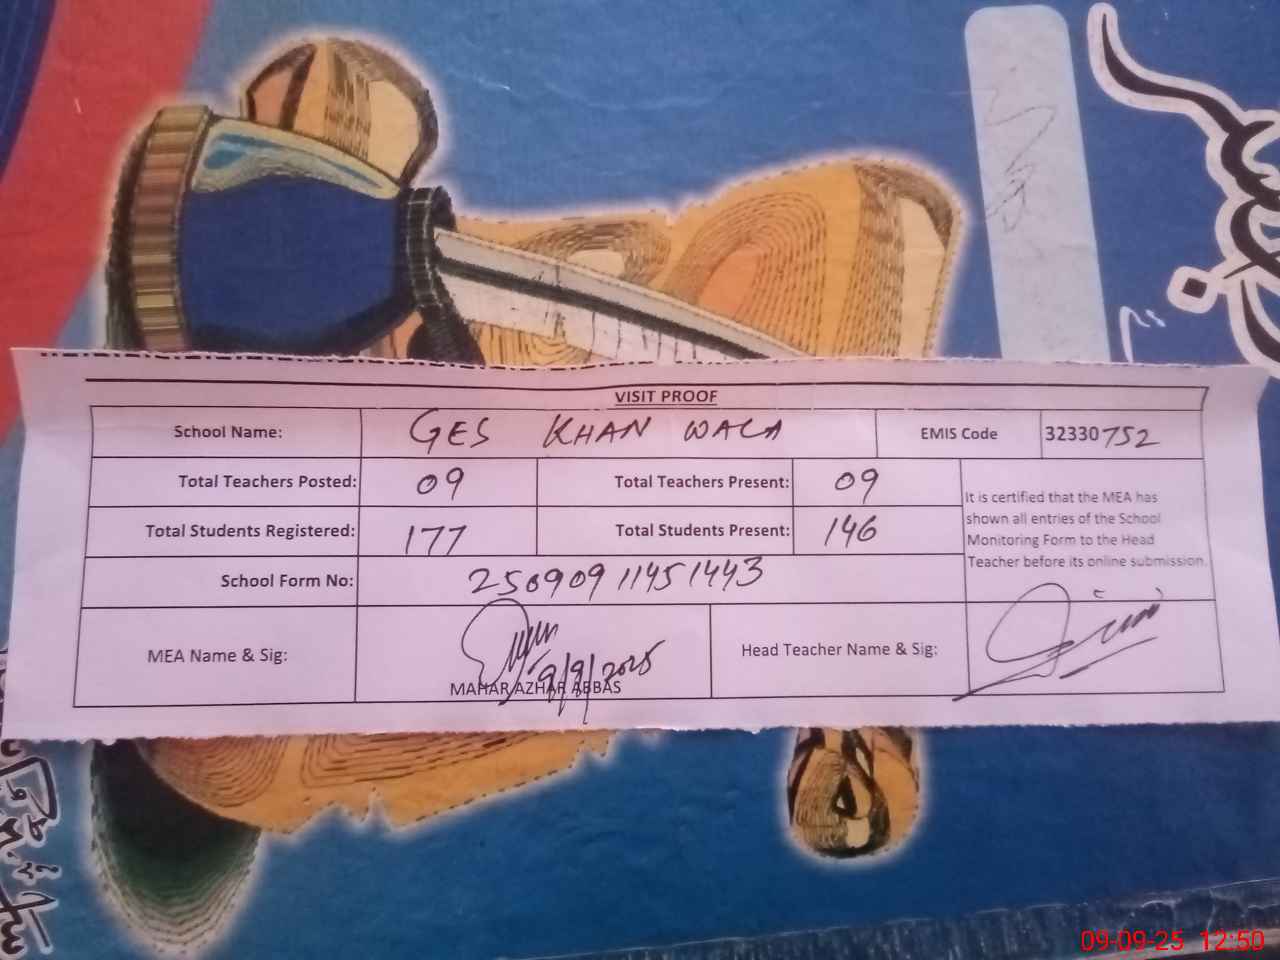 VISIT PROOF
School Name: GES KHAN WALA EMIS Code 32330752
Total Teachers Posted: 09 Total Teachers Present: 09
Total Students Registered: 177 Total Students Present: 146
It is certified that the MEA has
shown all entries of the School
Monitoring Form to the Head
Teacher before its online submission.
School Form No: 25090911451443
MEA Name & Sig: 9/9/2025
MAHAR AZHAR ABBAS
Head Teacher Name & Sig:
09-09-25 12:50